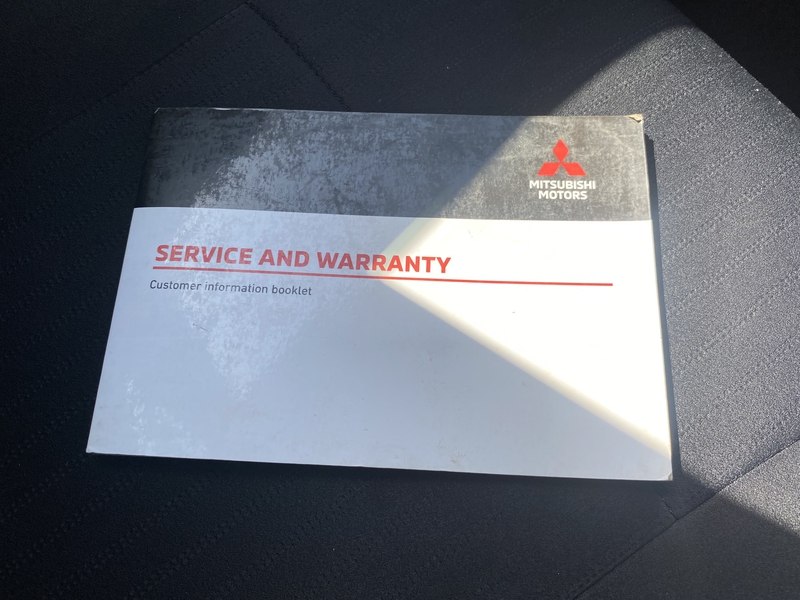 MITSUBISHI
MOTORS
SERVICE AND WARRANTY
Customer information booklet